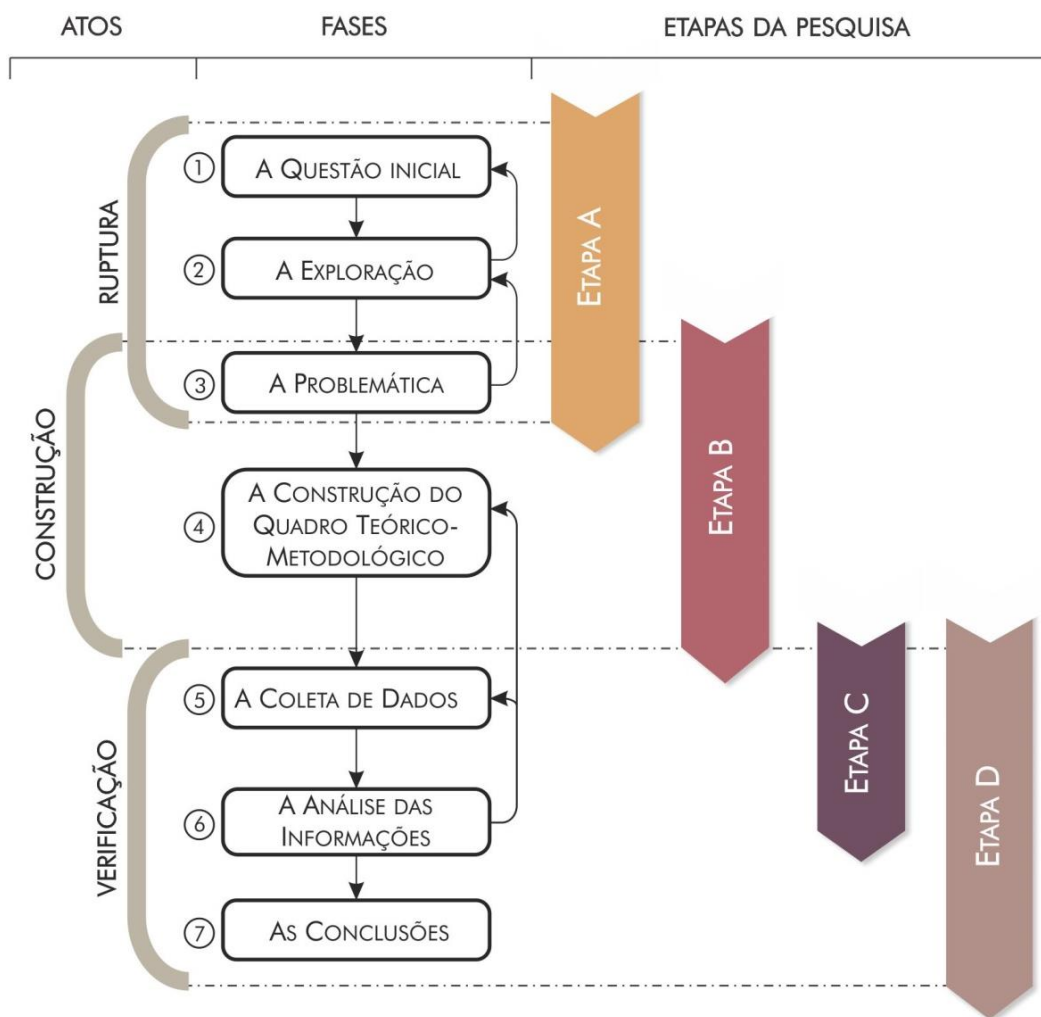 ATOS FASES ETAPAS DA PESQUISA
RUPTURA
CONSTRUÇÃO
VERIFICAÇÃO
1 A QUESTÃO INICIAL
2 A EXPLORAÇÃO
3 A PROBLEMÁTICA
4 A CONSTRUÇÃO DO
QUADRO TEÓRICO-
METODOLÓGICO
5 A COLETA DE DADOS
6 A ANÁLISE DAS
INFORMAÇÕES
7 AS CONCLUSÕES
ETAPA A
ETAPA B
ETAPA C
ETAPA D